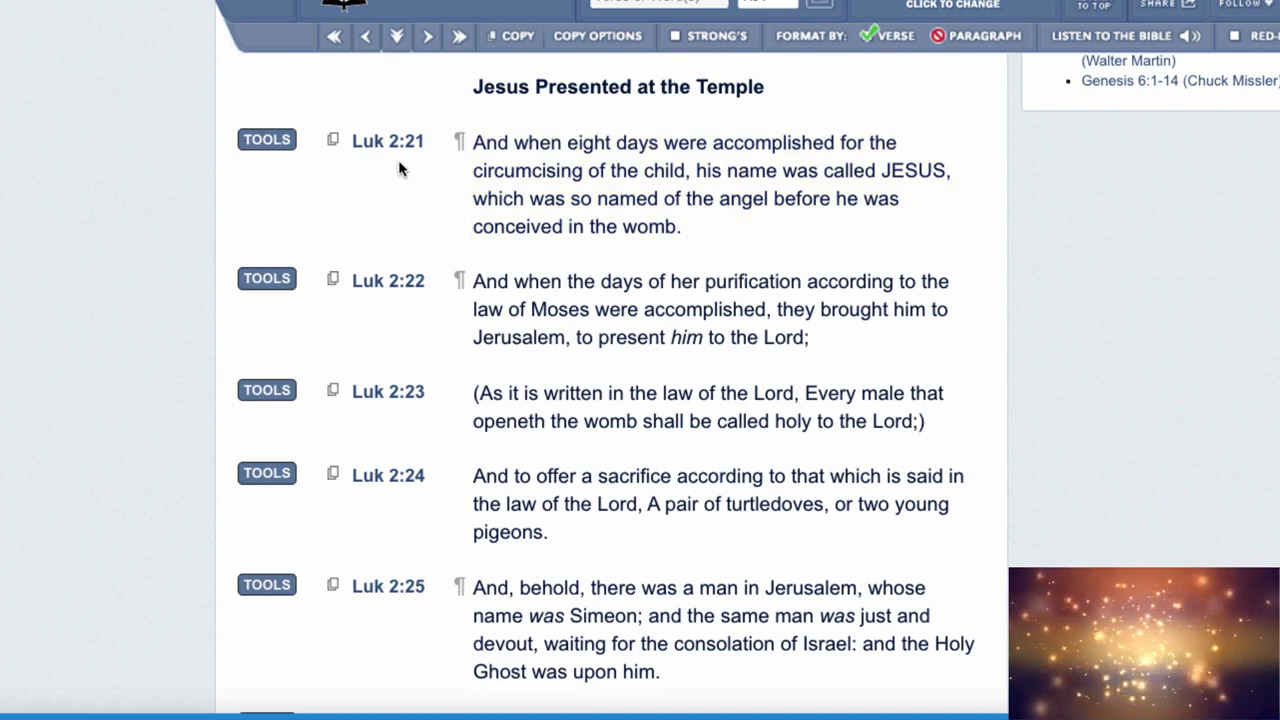 CLICK TO CHANGE
TO TOP
SHARE
FOLLOW
COPY COPY OPTIONS STRONG'S FORMAT BY: VERSE PARAGRAPH LISTEN TO THE BIBLE
(Walter Martin)
Genesis 6:1-14 (Chuck Missler)
Jesus Presented at the Temple
TOOLS Luk 2:21 ¶ And when eight days were accomplished for the
circumcising of the child, his name was called JESUS,
which was so named of the angel before he was
conceived in the womb.
TOOLS Luk 2:22 ¶ And when the days of her purification according to the
law of Moses were accomplished, they brought him to
Jerusalem, to present him to the Lord;
TOOLS Luk 2:23 (As it is written in the law of the Lord, Every male that
openeth the womb shall be called holy to the Lord;)
TOOLS Luk 2:24 And to offer a sacrifice according to that which is said in
the law of the Lord, A pair of turtledoves, or two young
pigeons.
TOOLS Luk 2:25 ¶ And, behold, there was a man in Jerusalem, whose
name was Simeon; and the same man was just and
devout, waiting for the consolation of Israel: and the Holy
Ghost was upon him.